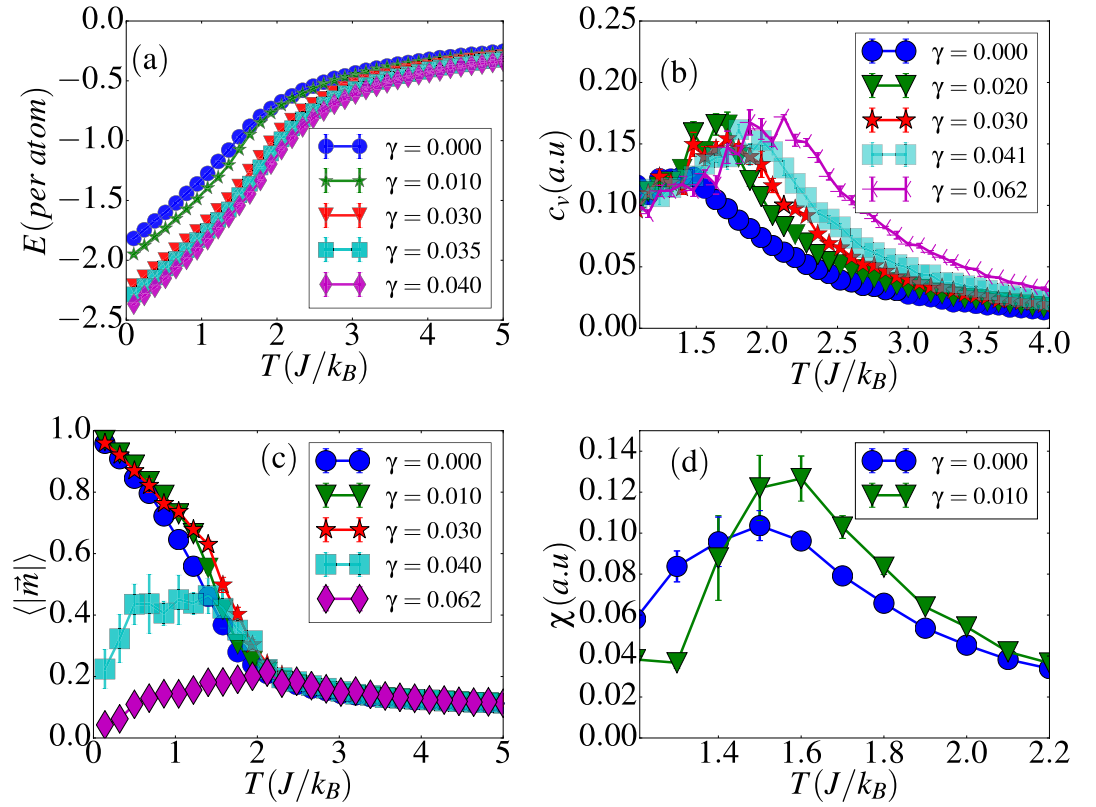 (a)
0.0
−0.5
−1.0
−1.5
−2.0
−2.5
E(per atom)
γ = 0.000
γ = 0.010
γ = 0.030
γ = 0.035
γ = 0.040
0 1 2 3 4 5
T(J/k_B)
(b)
0.25
0.20
0.15
0.10
0.05
0.00
c_v(a.u)
γ = 0.000
γ = 0.020
γ = 0.030
γ = 0.041
γ = 0.062
1.5 2.0 2.5 3.0 3.5 4.0
T(J/k_B)
(c)
1.0
0.8
0.6
0.4
0.2
0.0
⟨|m⃗|⟩
γ = 0.000
γ = 0.010
γ = 0.030
γ = 0.040
γ = 0.062
0 1 2 3 4 5
T(J/k_B)
(d)
0.14
0.12
0.10
0.08
0.06
0.04
0.02
0.00
χ(a.u)
γ = 0.000
γ = 0.010
1.4 1.6 1.8 2.0 2.2
T(J/k_B)